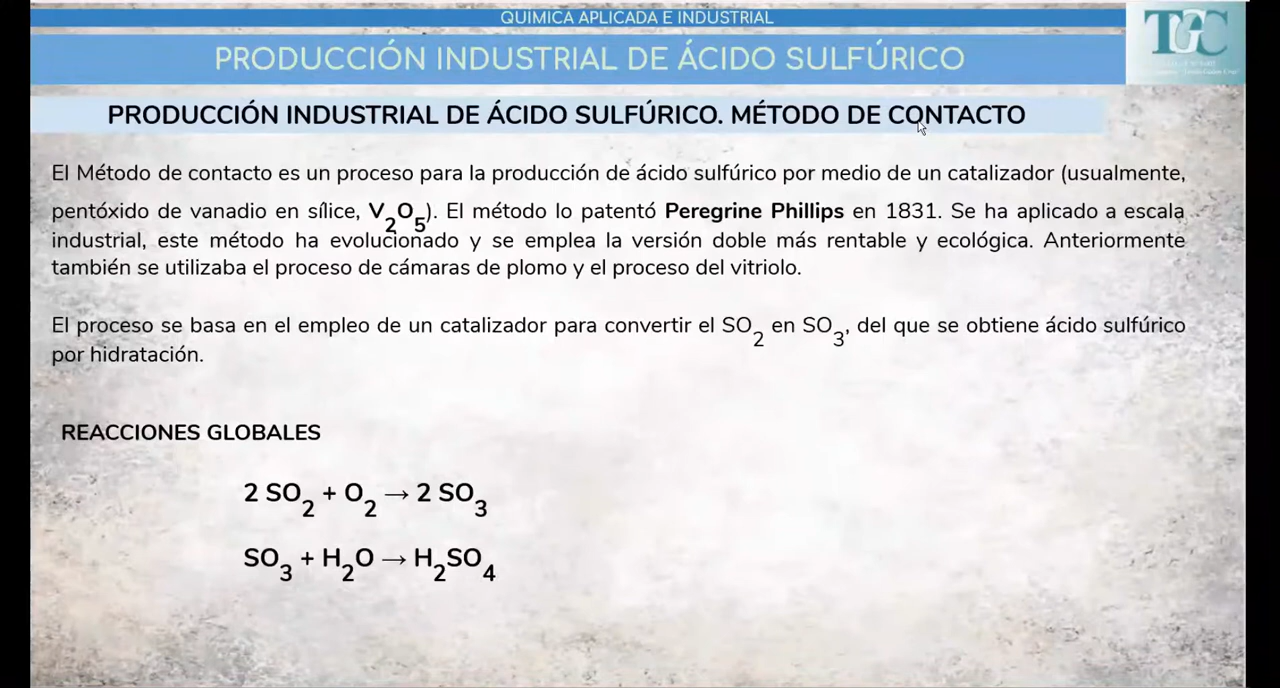 QUIMICA APLICADA E INDUSTRIAL
TGC
PRODUCCIÓN INDUSTRIAL DE ÁCIDO SULFÚRICO
PRODUCCIÓN INDUSTRIAL DE ÁCIDO SULFÚRICO. MÉTODO DE CONTACTO
El Método de contacto es un proceso para la producción de ácido sulfúrico por medio de un catalizador (usualmente,
pentóxido de vanadio en sílice, V₂O₅). El método lo patentó Peregrine Phillips en 1831. Se ha aplicado a escala
industrial, este método ha evolucionado y se emplea la versión doble más rentable y ecológica. Anteriormente
también se utilizaba el proceso de cámaras de plomo y el proceso del vitriolo.
El proceso se basa en el empleo de un catalizador para convertir el SO₂ en SO₃, del que se obtiene ácido sulfúrico
por hidratación.
REACCIONES GLOBALES
2 SO₂ + O₂ → 2 SO₃
SO₃ + H₂O → H₂SO₄